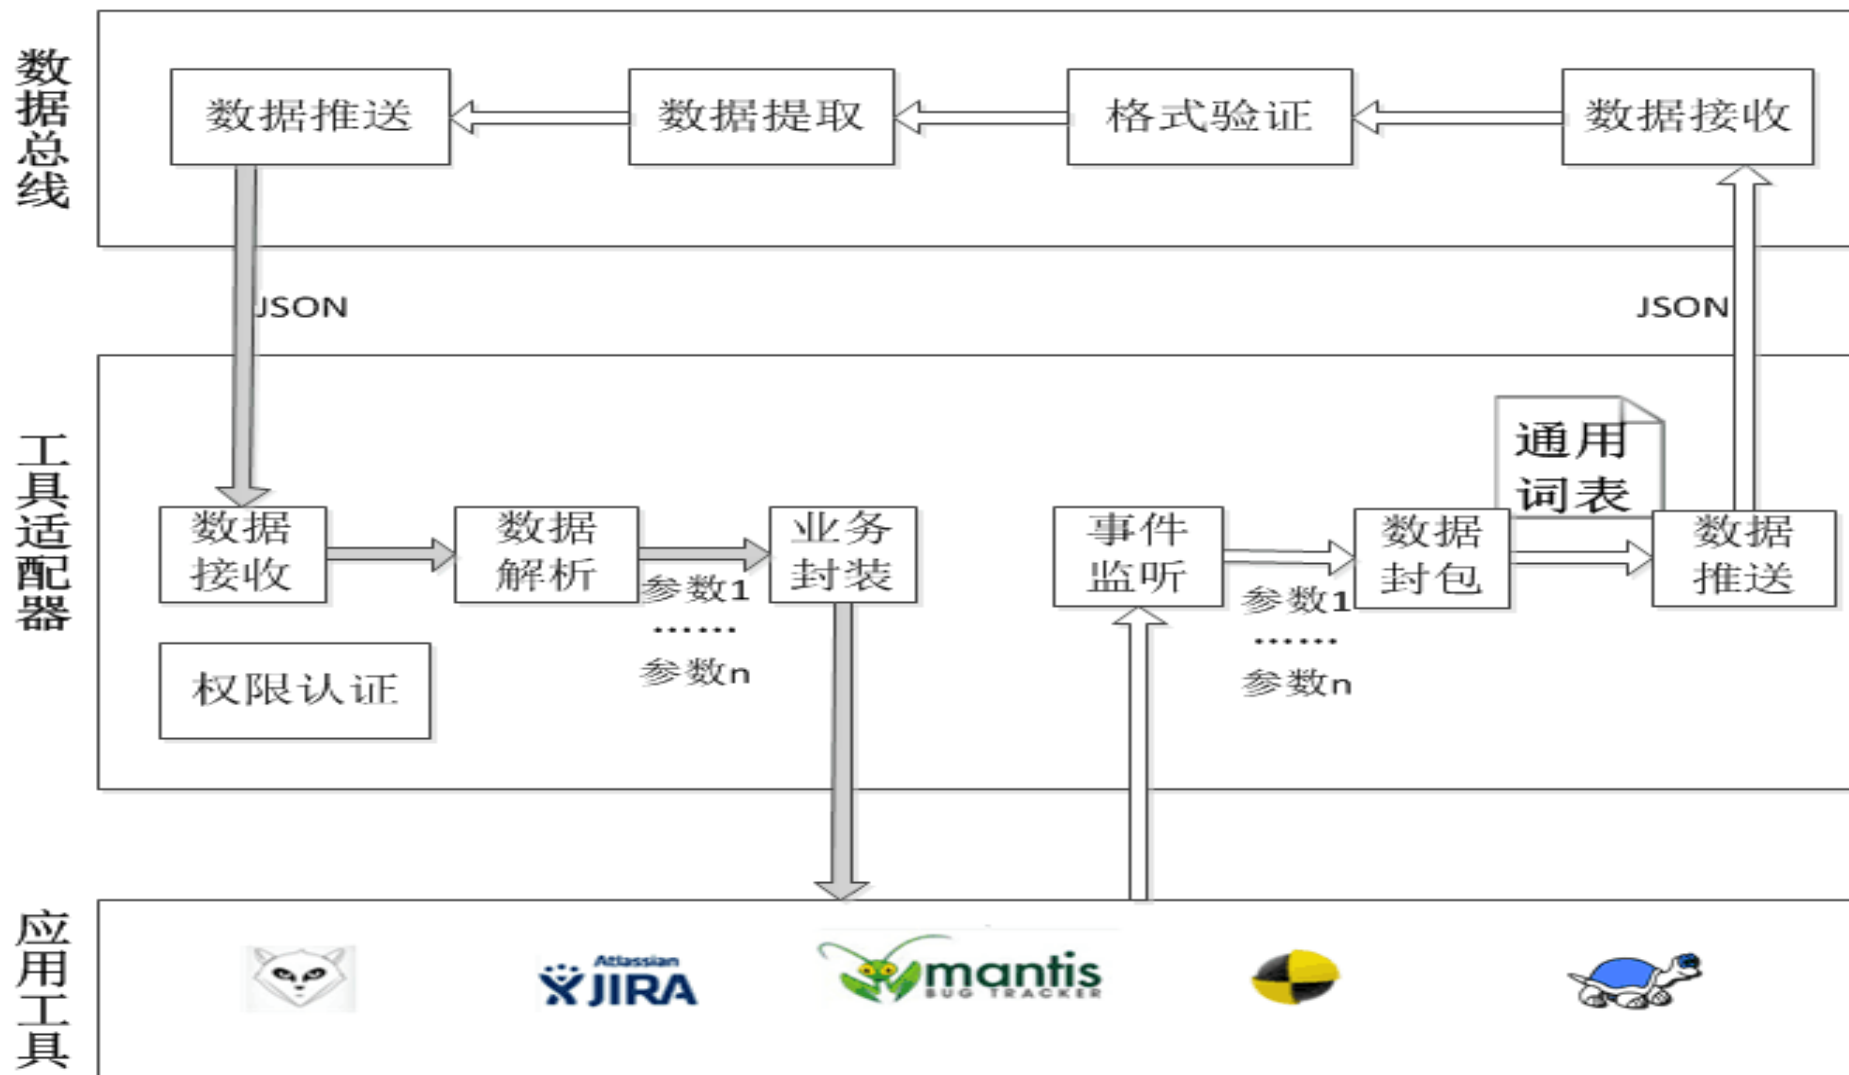 数据总线
数据推送
数据提取
格式验证
数据接收
JSON
JSON
工具适配器
通用
词表
数据
接收
数据
解析
业务
封装
事件
监听
数据
封包
数据
推送
参数1
……
参数n
参数1
……
参数n
权限认证
应用工具
Atlassian
JIRA
mantis
BUG TRACKER